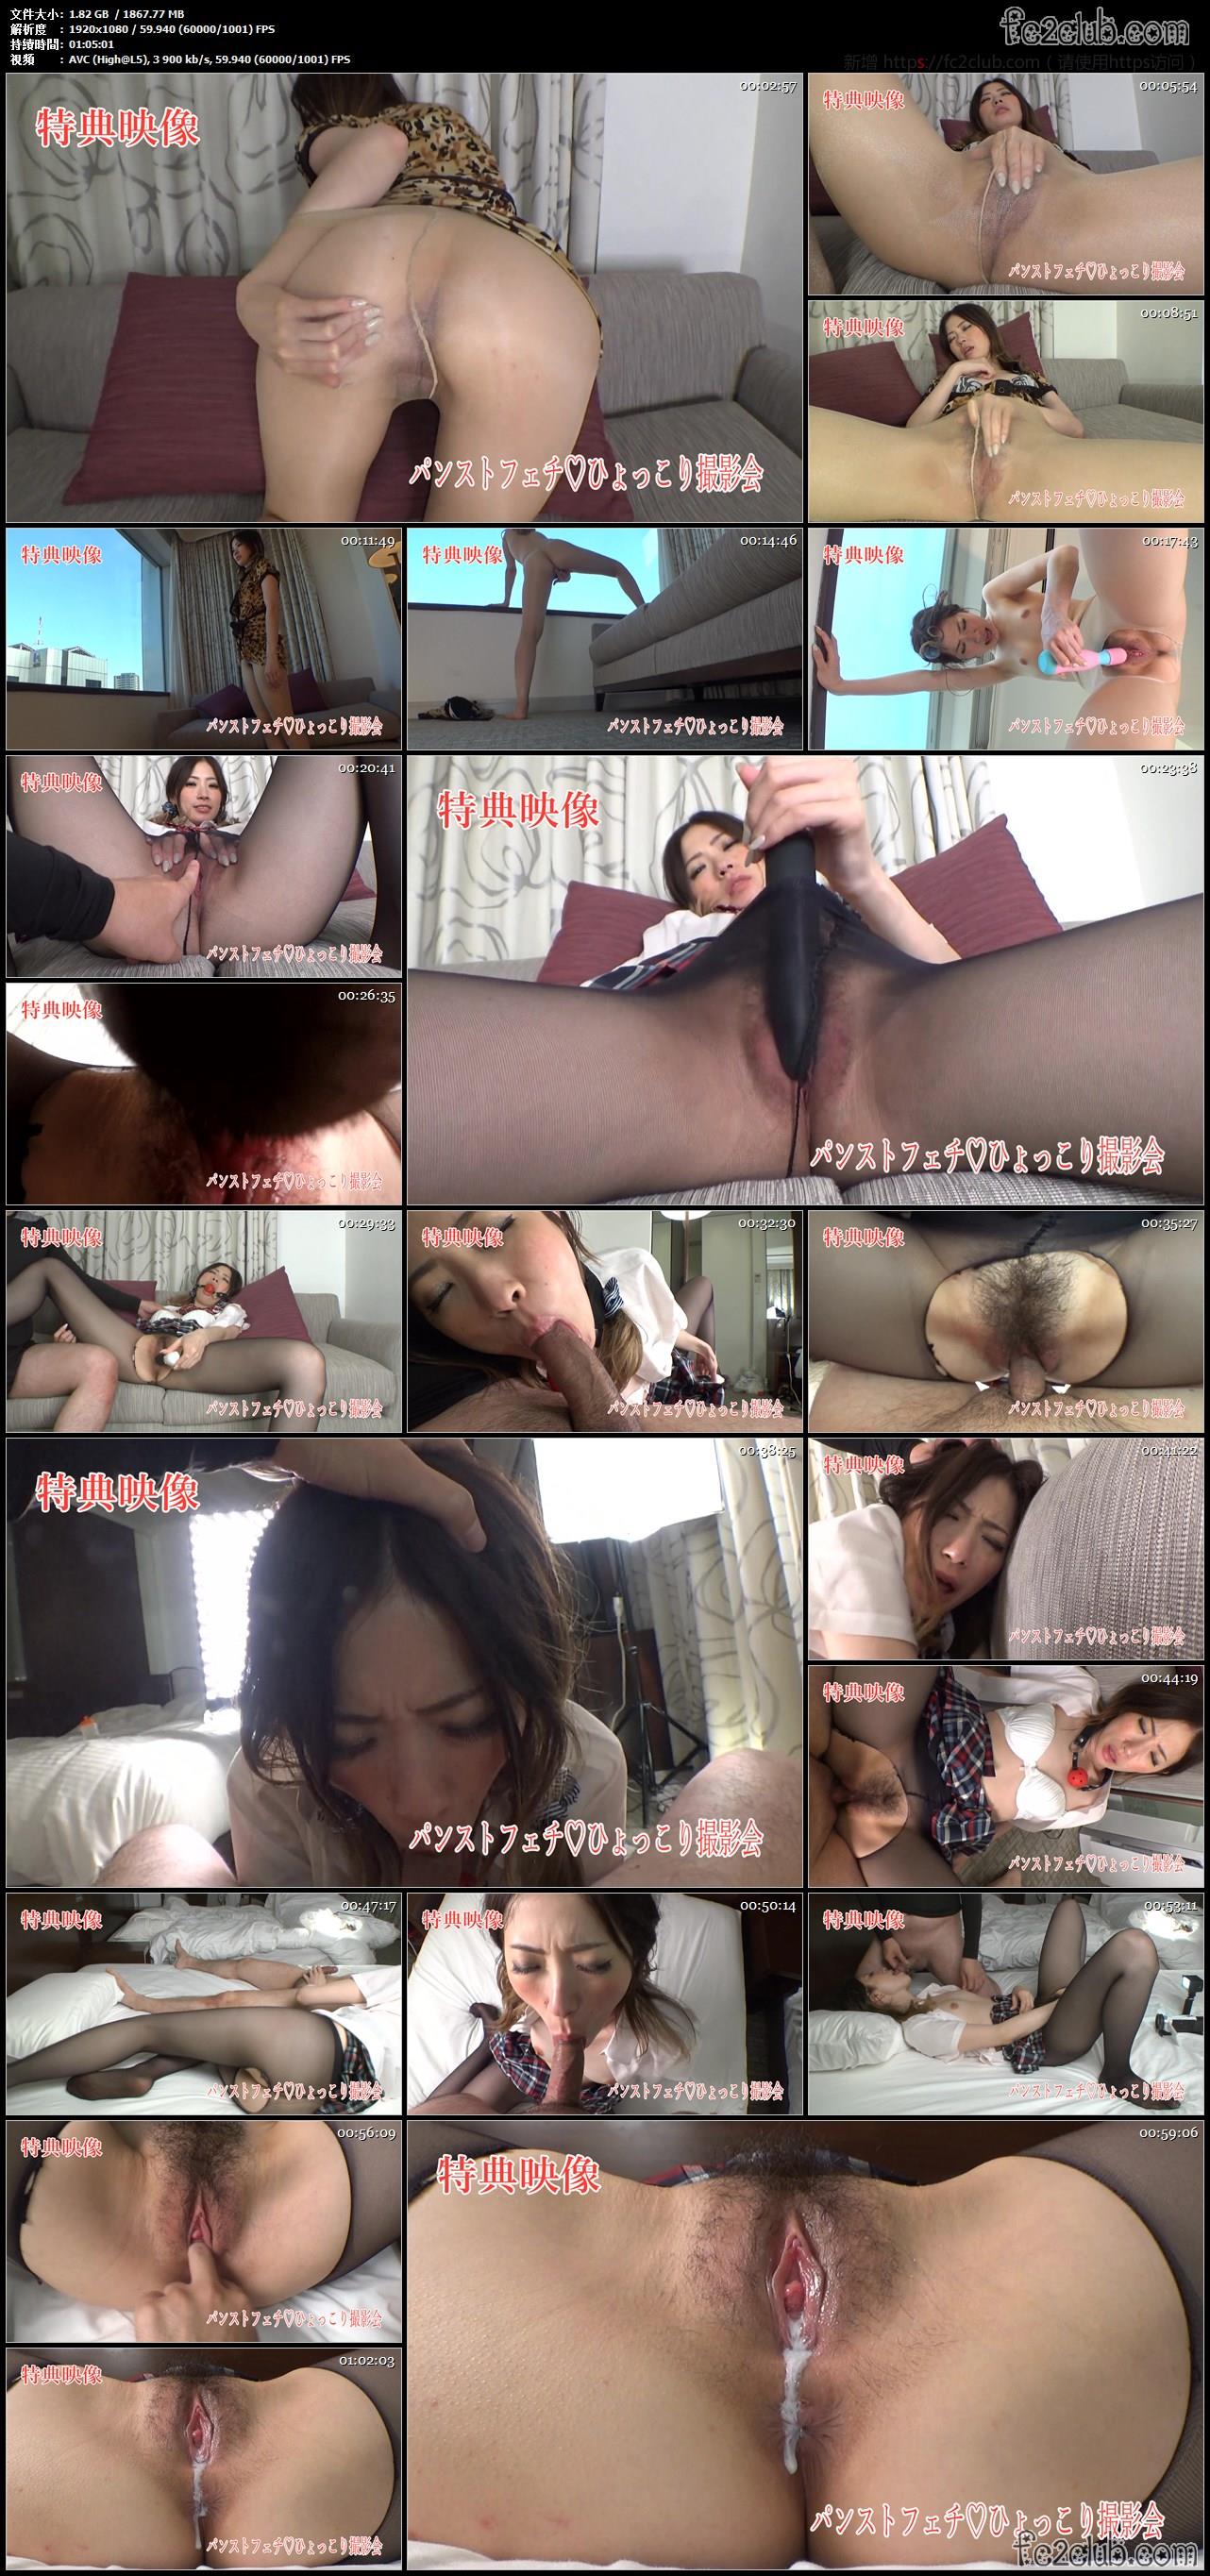 文件大小: 1.82 GB / 1867.77 MB
解析度 : 1920x1080 / 59.940 (60000/1001) FPS
持续時間: 01:05:01
視頻 : AVC (High@L5), 3 900 kb/s, 59.940 (60000/1001) FPS
fc2club.com
新增 https://fc2club.com ( 请使用https访问 )
00:02:57
特典映像
パンストフェチ♡ひょっこり撮影会
00:05:54
特典映像
パンストフェチ♡ひょっこり撮影会
00:08:51
特典映像
パンストフェチ♡ひょっこり撮影会
00:11:49
特典映像
パンストフェチ♡ひょっこり撮影会
00:14:46
特典映像
パンストフェチ♡ひょっこり撮影会
00:17:43
特典映像
パンストフェチ♡ひょっこり撮影会
00:20:41
特典映像
パンストフェチ♡ひょっこり撮影会
00:23:38
特典映像
パンストフェチ♡ひょっこり撮影会
00:26:35
特典映像
パンストフェチ♡ひょっこり撮影会
00:29:33
特典映像
パンストフェチ♡ひょっこり撮影会
00:32:30
特典映像
パンストフェチ♡ひょっこり撮影会
00:35:27
特典映像
パンストフェチ♡ひょっこり撮影会
00:38:25
特典映像
パンストフェチ♡ひょっこり撮影会
00:41:22
特典映像
パンストフェチ♡ひょっこり撮影会
00:44:19
特典映像
パンストフェチ♡ひょっこり撮影会
00:47:17
特典映像
パンストフェチ♡ひょっこり撮影会
00:50:14
特典映像
パンストフェチ♡ひょっこり撮影会
00:53:11
特典映像
パンストフェチ♡ひょっこり撮影会
00:56:09
特典映像
パンストフェチ♡ひょっこり撮影会
00:59:06
特典映像
パンストフェチ♡ひょっこり撮影会
01:02:03
特典映像
パンストフェチ♡ひょっこり撮影会
fc2club.com